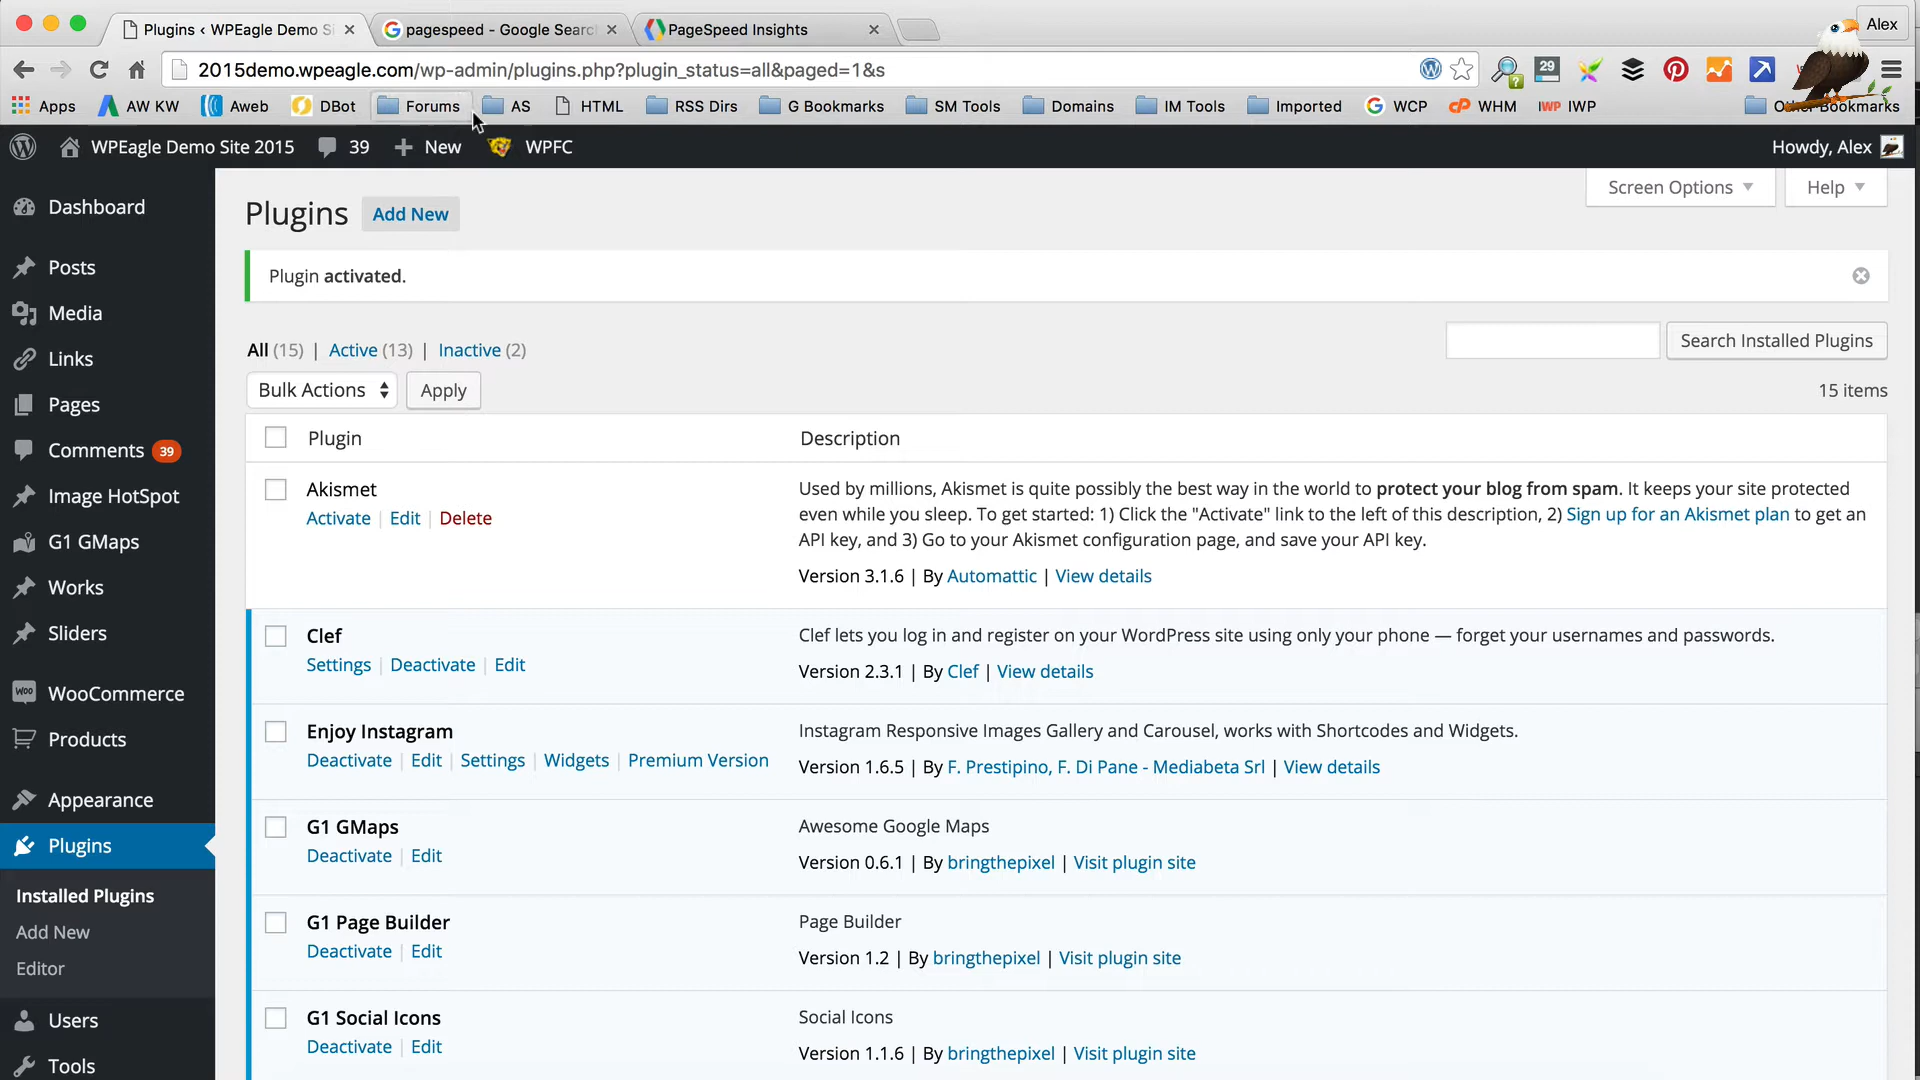 Plugins ‹ WPEagle Demo Si
pagespeed - Google Search
PageSpeed Insights
Alex
2015demo.wpeagle.com/wp-admin/plugins.php?plugin_status=all&paged=1&s
29
Apps
AW KW
Aweb
DBot
Forums
AS
HTML
RSS Dirs
G Bookmarks
SM Tools
Domains
IM Tools
Imported
WCP
WHM
IWP IWP
Other Bookmarks
WPEagle Demo Site 2015
39
New
WPFC
Howdy, Alex
Dashboard
Posts
Media
Links
Pages
Comments 39
Image HotSpot
G1 GMaps
Works
Sliders
WOO WooCommerce
Products
Appearance
Plugins
Installed Plugins
Add New
Editor
Users
Tools
Screen Options
Help
Plugins Add New
Plugin activated.
All (15) | Active (13) | Inactive (2)
Search Installed Plugins
Bulk Actions
Apply
15 items
Plugin
Description
Akismet
Activate | Edit | Delete
Used by millions, Akismet is quite possibly the best way in the world to protect your blog from spam. It keeps your site protected
even while you sleep. To get started: 1) Click the "Activate" link to the left of this description, 2) Sign up for an Akismet plan to get an
API key, and 3) Go to your Akismet configuration page, and save your API key.
Version 3.1.6 | By Automattic | View details
Clef
Settings | Deactivate | Edit
Clef lets you log in and register on your WordPress site using only your phone — forget your usernames and passwords.
Version 2.3.1 | By Clef | View details
Enjoy Instagram
Deactivate | Edit | Settings | Widgets | Premium Version
Instagram Responsive Images Gallery and Carousel, works with Shortcodes and Widgets.
Version 1.6.5 | By F. Prestipino, F. Di Pane - Mediabeta Srl | View details
G1 GMaps
Deactivate | Edit
Awesome Google Maps
Version 0.6.1 | By bringthepixel | Visit plugin site
G1 Page Builder
Deactivate | Edit
Page Builder
Version 1.2 | By bringthepixel | Visit plugin site
G1 Social Icons
Deactivate | Edit
Social Icons
Version 1.1.6 | By bringthepixel | Visit plugin site